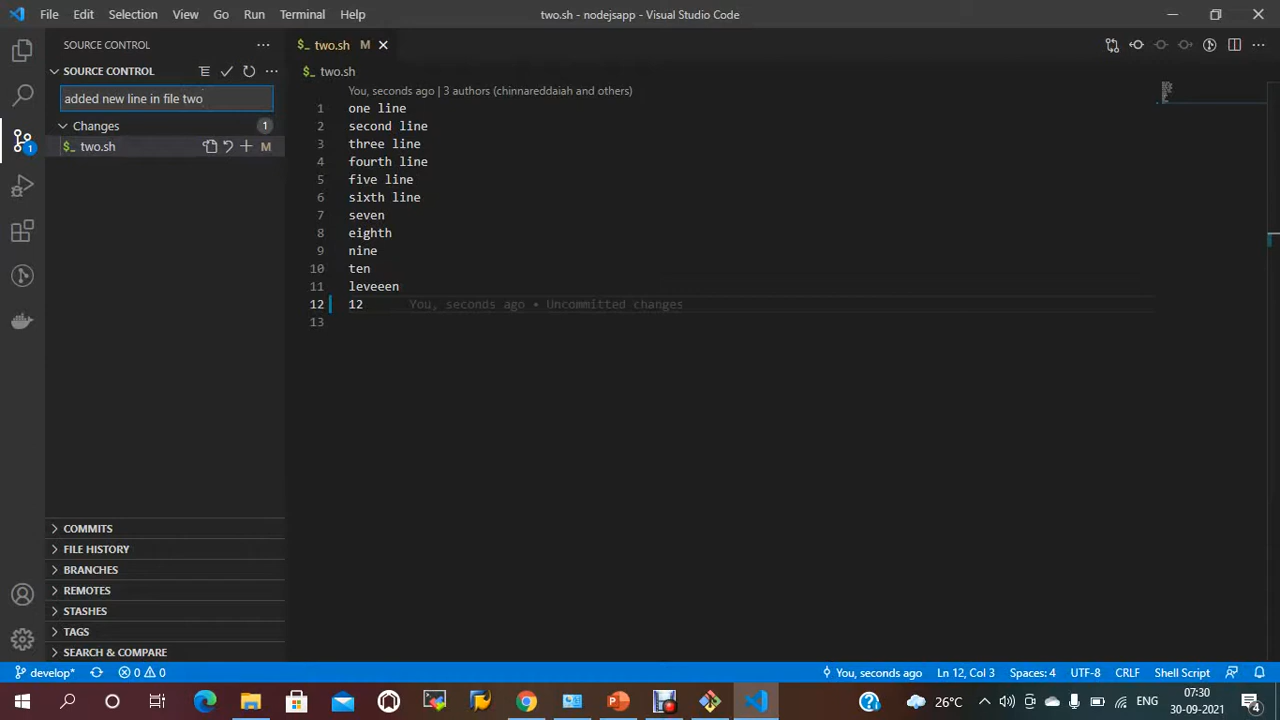 File Edit Selection View Go Run Terminal Help
two.sh - nodejsapp - Visual Studio Code
SOURCE CONTROL
SOURCE CONTROL
added new line in file two
Changes 1
$_ two.sh M
1
COMMITS
FILE HISTORY
BRANCHES
REMOTES
STASHES
TAGS
SEARCH & COMPARE
$_ two.sh M
$_ two.sh
You, seconds ago | 3 authors (chinnareddaiah and others)
1 one line
2 second line
3 three line
4 fourth line
5 five line
6 sixth line
7 seven
8 eighth
9 nine
10 ten
11 leveeen
12 12 You, seconds ago • Uncommitted changes
13
develop* 0 0 You, seconds ago Ln 12, Col 3 Spaces: 4 UTF-8 CRLF Shell Script
26°C ENG 07:30
30-09-2021 4